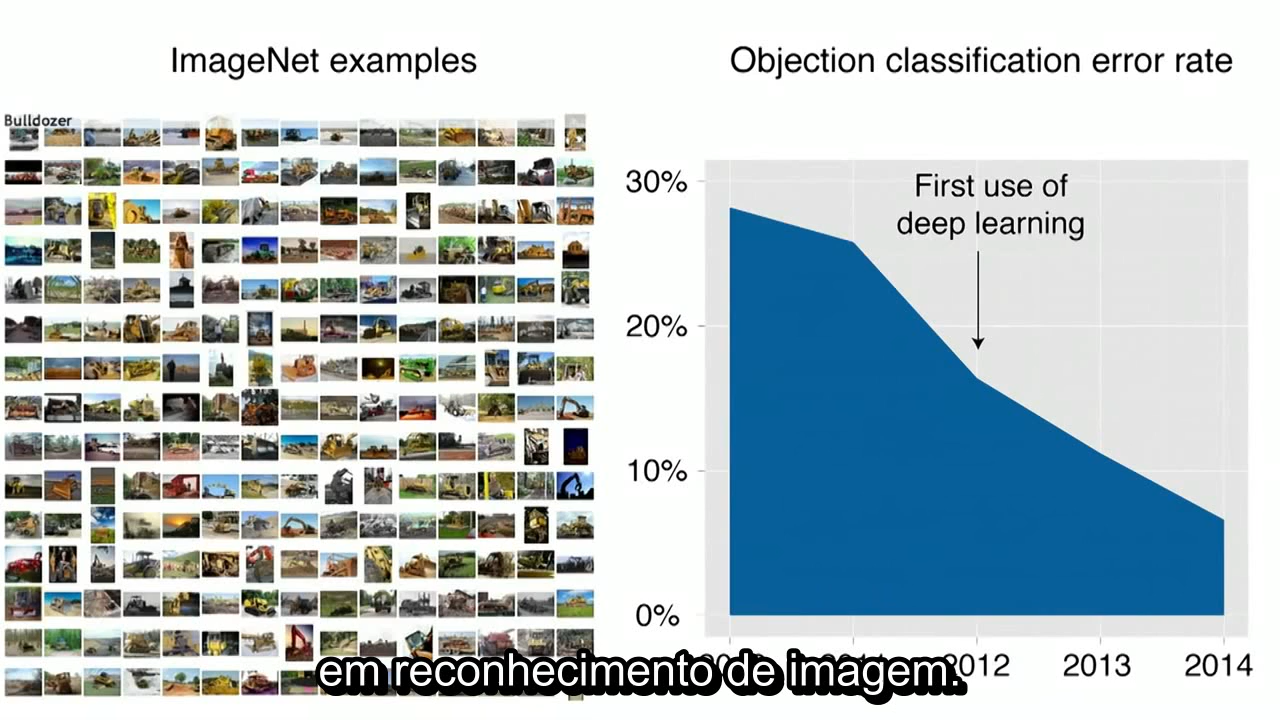 ImageNet examples
Objection classification error rate
Bulldozer
30%
First use of
deep learning
20%
10%
0%
2012
2013
2014
em reconhecimento de imagem.